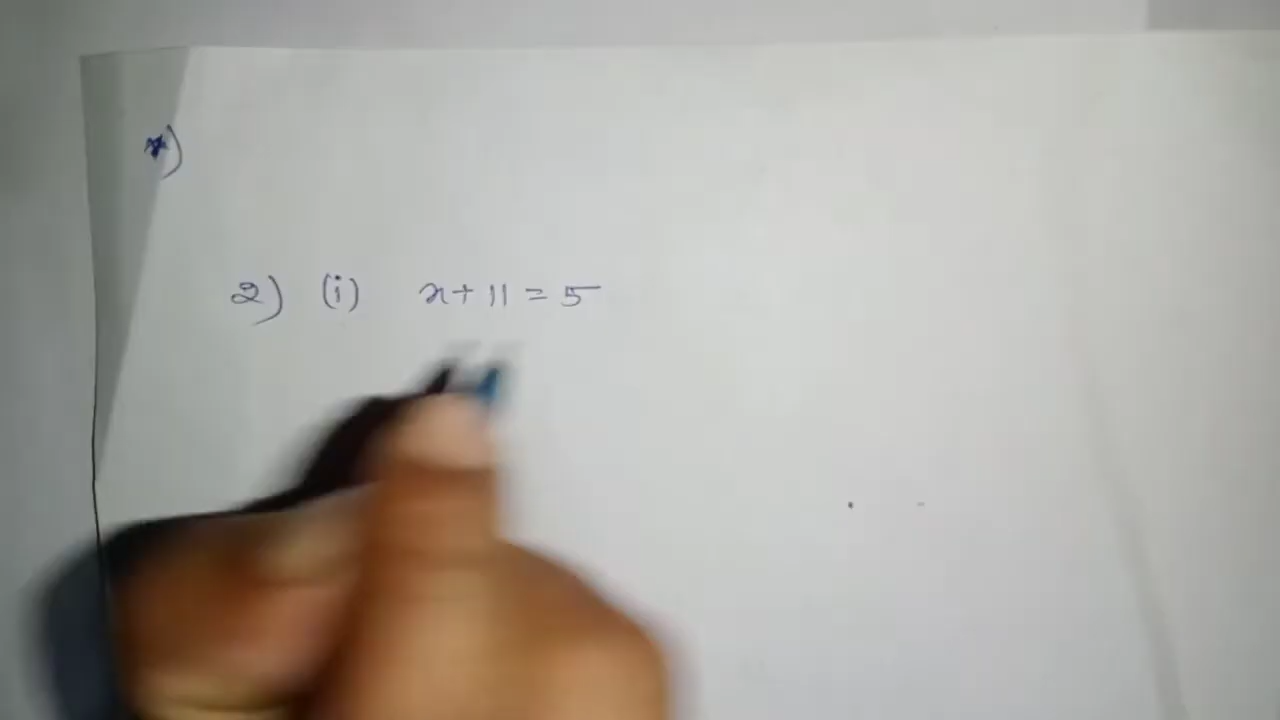 *)
2) (i) x + 11 = 5